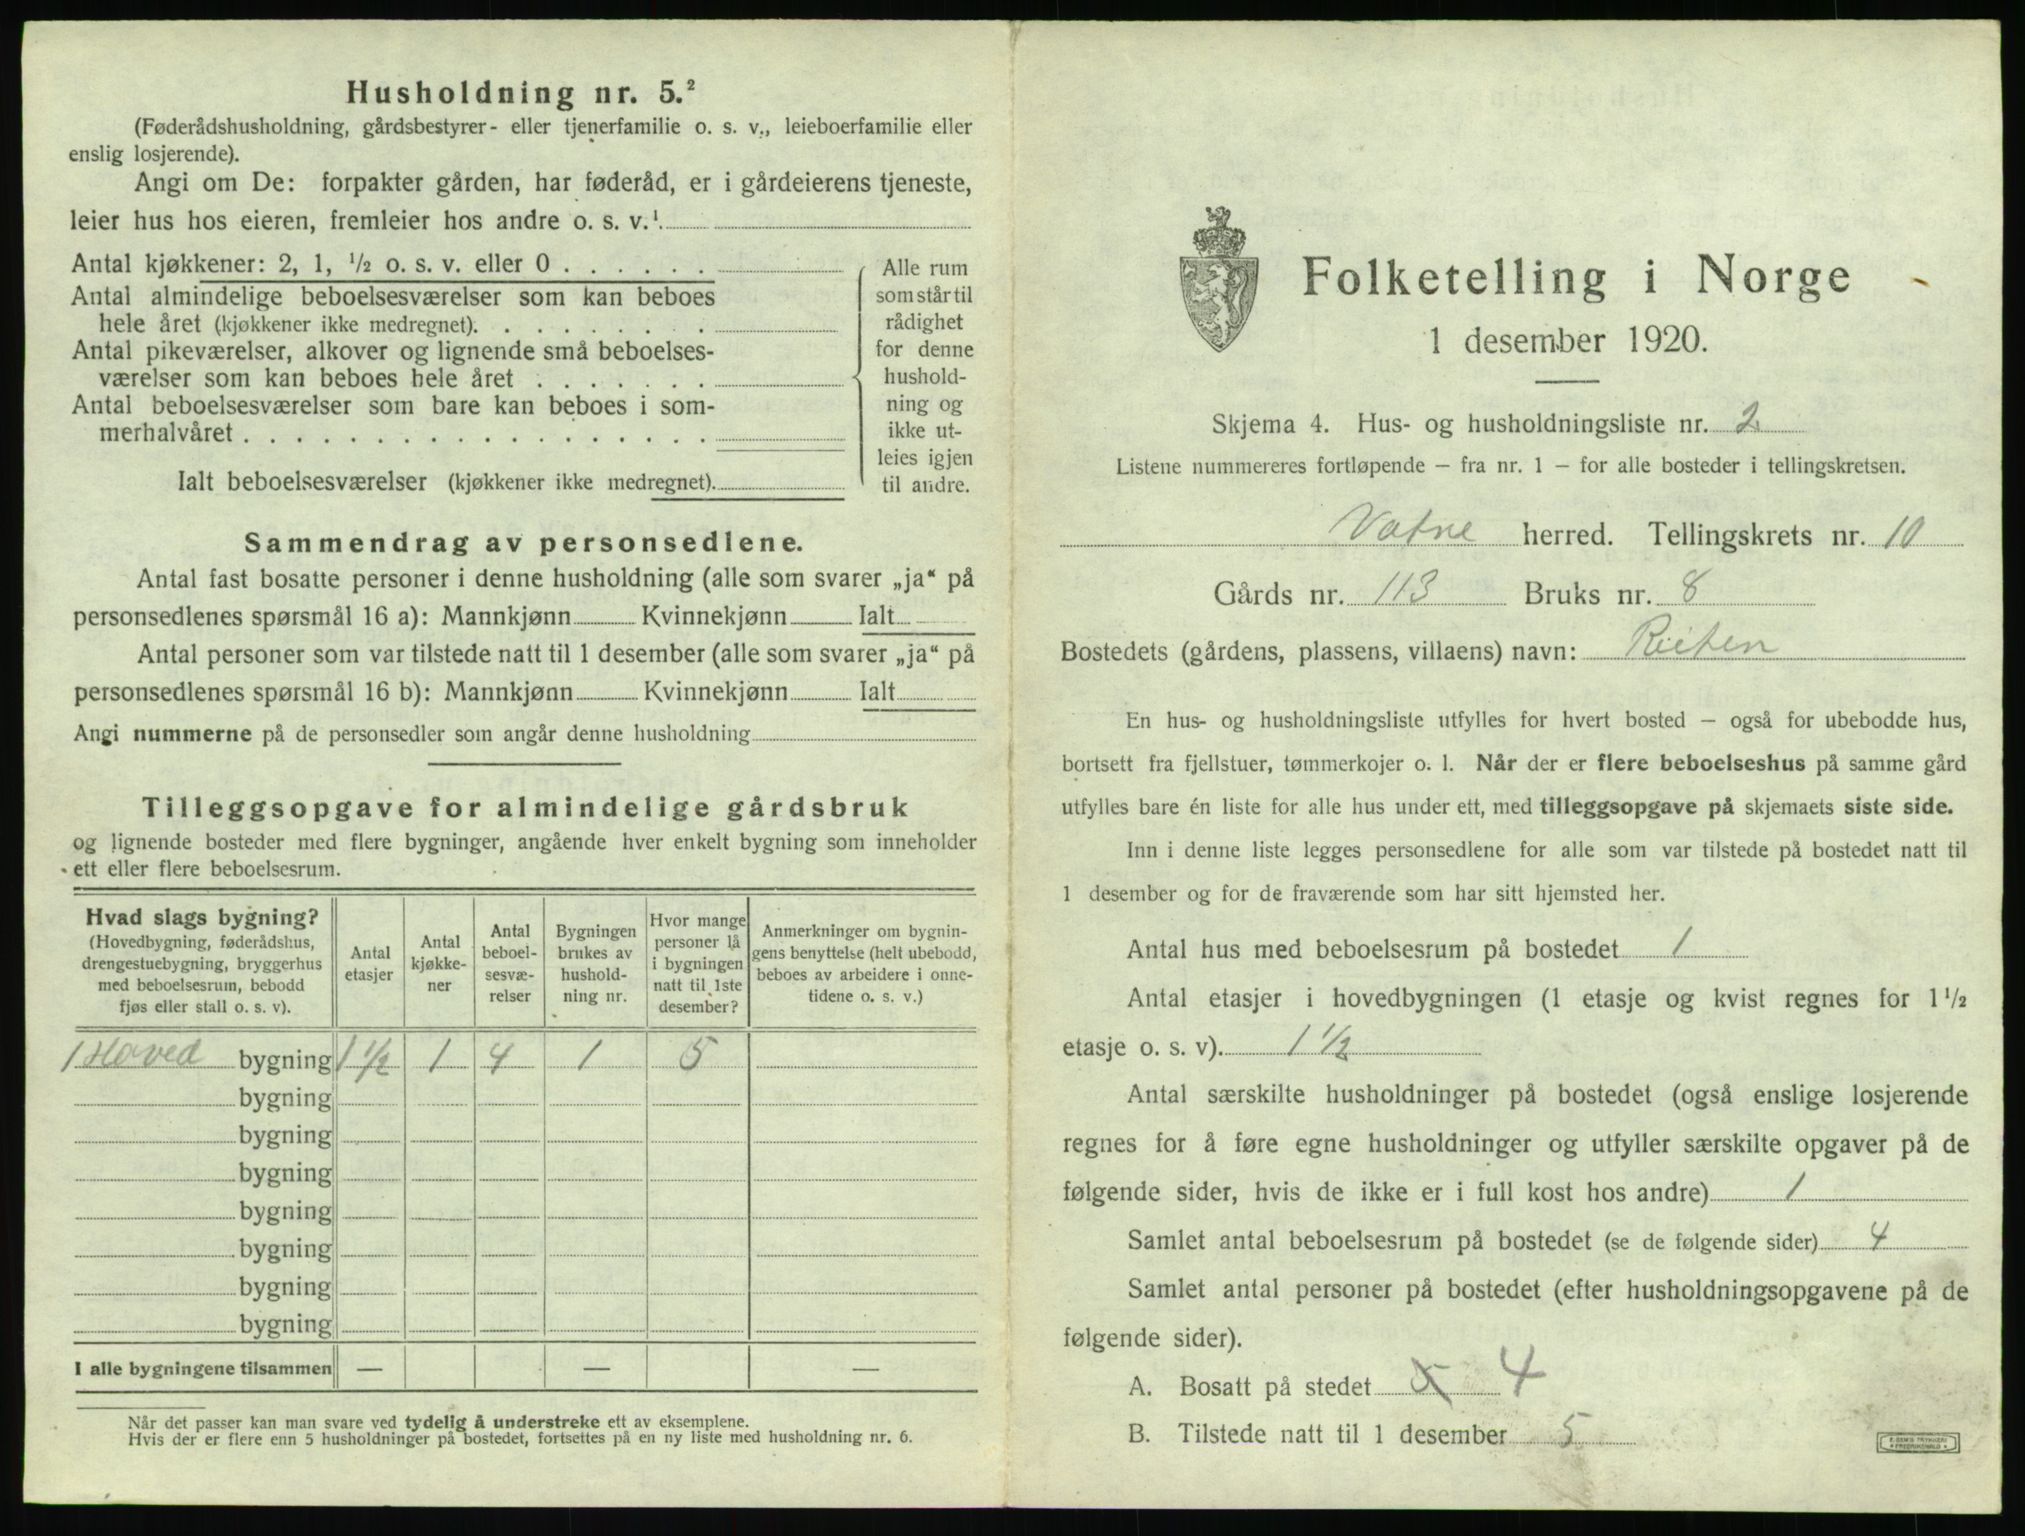 Husholdning nr. 5.²
(Føderådshusholdning, gårdsbestyrer- eller tjenerfamilie o. s. v., leieboerfamilie eller
enslig losjerende).
Angi om De: forpakter gården, har føderåd, er i gårdeierens tjeneste,
leier hus hos eieren, fremleier hos andre o. s. v.¹
Antal kjøkkener: 2, 1, ½ o. s. v. eller 0 . . . . . .
Antal almindelige beboelsesværelser som kan beboes
hele året (kjøkkener ikke medregnet). . . . . . . . .
Antal pikeværelser, alkover og lignende små beboelses-
værelser som kan beboes hele året . . . . . . .
Antal beboelsesværelser som bare kan beboes i som-
merhalvåret . . . . . . . . . . . . . . . . . .
Ialt beboelsesværelser (kjøkkener ikke medregnet).
Alle rum
som står til
rådighet
for denne
hushold-
ning og
ikke ut-
leies igjen
til andre.
Sammendrag av personsedlene.
Antal fast bosatte personer i denne husholdning (alle som svarer „ja“ på
personsedlenes spørsmål 16 a): Mannkjønn Kvinnekjønn Ialt
Antal personer som var tilstede natt til 1 desember (alle som svarer „ja“ på
personsedlenes spørsmål 16 b): Mannkjønn Kvinnekjønn Ialt
Angi nummerne på de personsedler som angår denne husholdning
Tilleggsopgave for almindelige gårdsbruk
og lignende bosteder med flere bygninger, angående hver enkelt bygning som inneholder
ett eller flere beboelsesrum.
Hvad slags bygning?
(Hovedbygning, føderådshus,
drengestuebygning, bryggerhus
med beboelsesrum, bebodd
fjøs eller stall o. s. v).
Antal
etasjer
Antal
kjøkke-
ner
Antal
beboel-
sesvæ-
relser
Bygningen
brukes av
hushold-
ning nr.
Hvor mange
personer lå
i bygningen
natt til 1ste
desember?
Anmerkninger om bygnin-
gens benyttelse (helt ubebodd,
beboes av arbeidere i onne-
tidene o. s. v.)
1 Hoved bygning 1 ½ 1 4 1 5
bygning
bygning
bygning
bygning
bygning
bygning
bygning
I alle bygningene tilsammen — — —
Når det passer kan man svare ved tydelig å understreke ett av eksemplene.
Hvis der er flere enn 5 husholdninger på bostedet, fortsettes på en ny liste med husholdning nr. 6.
Folketelling i Norge
1 desember 1920.
Skjema 4. Hus- og husholdningsliste nr. 2
Listene nummereres fortløpende — fra nr. 1 — for alle bosteder i tellingskretsen.
Vatne herred. Tellingskrets nr. 10
Gårds nr. 113 Bruks nr. 8
Bostedets (gårdens, plassens, villaens) navn: Reiten
En hus- og husholdningsliste utfylles for hvert bosted — også for ubebodde hus,
bortsett fra fjellstuer, tømmerkojer o. l. Når der er flere beboelseshus på samme gård
utfylles bare én liste for alle hus under ett, med tilleggsopgave på skjemaets siste side.
Inn i denne liste legges personsedlene for alle som var tilstede på bostedet natt til
1 desember og for de fraværende som har sitt hjemsted her.
Antal hus med beboelsesrum på bostedet 1
Antal etasjer i hovedbygningen (1 etasje og kvist regnes for 1 ½
etasje o. s. v). 1 ½
Antal særskilte husholdninger på bostedet (også enslige losjerende
regnes for å føre egne husholdninger og utfyller særskilte opgaver på de
følgende sider, hvis de ikke er i full kost hos andre) 1
Samlet antal beboelsesrum på bostedet (se de følgende sider) 4
Samlet antal personer på bostedet (efter husholdningsopgavene på de
følgende sider).
A. Bosatt på stedet 4
B. Tilstede natt til 1 desember 5